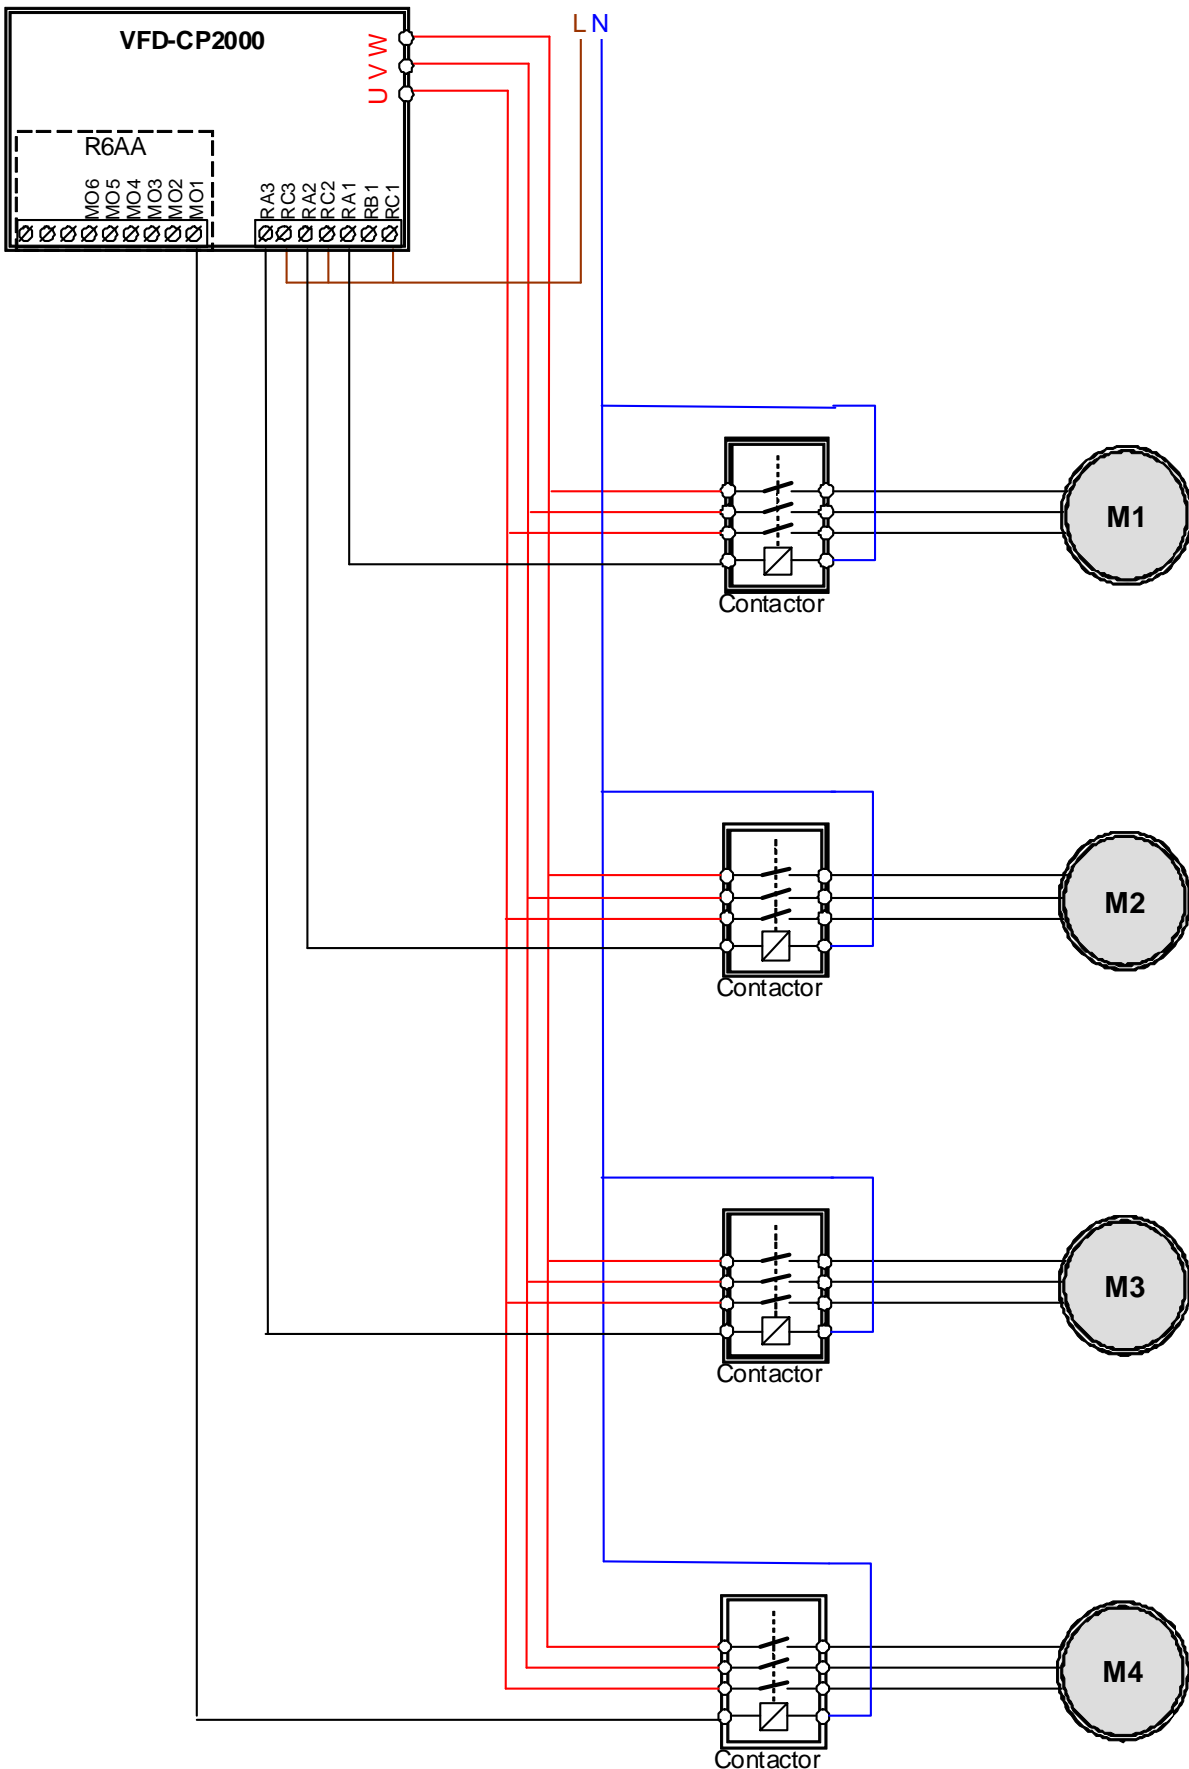 L N
VFD-CP2000
W
V
U
R6AA
MO6
MO5
MO4
MO3
MO2
MO1
RA3
RC3
RA2
RC2
RA1
RB1
RC1
M1
Contactor
M2
Contactor
M3
Contactor
M4
Contactor